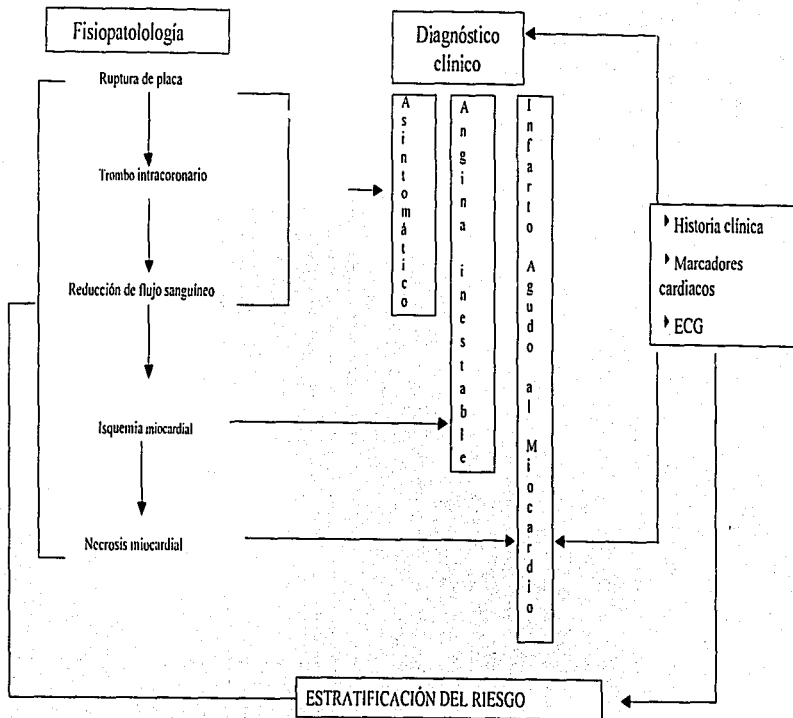 Fisiopatolología
Ruptura de placa
Trombo intracoronario
Reducción de flujo sanguíneo
Isquemia miocardial
Necrosis miocardial
Diagnóstico
clínico
Asintomático
Angina inestable
Infarto Agudo al Miocardio
Historia clínica
Marcadores
cardiacos
ECG
ESTRATIFICACIÓN DEL RIESGO